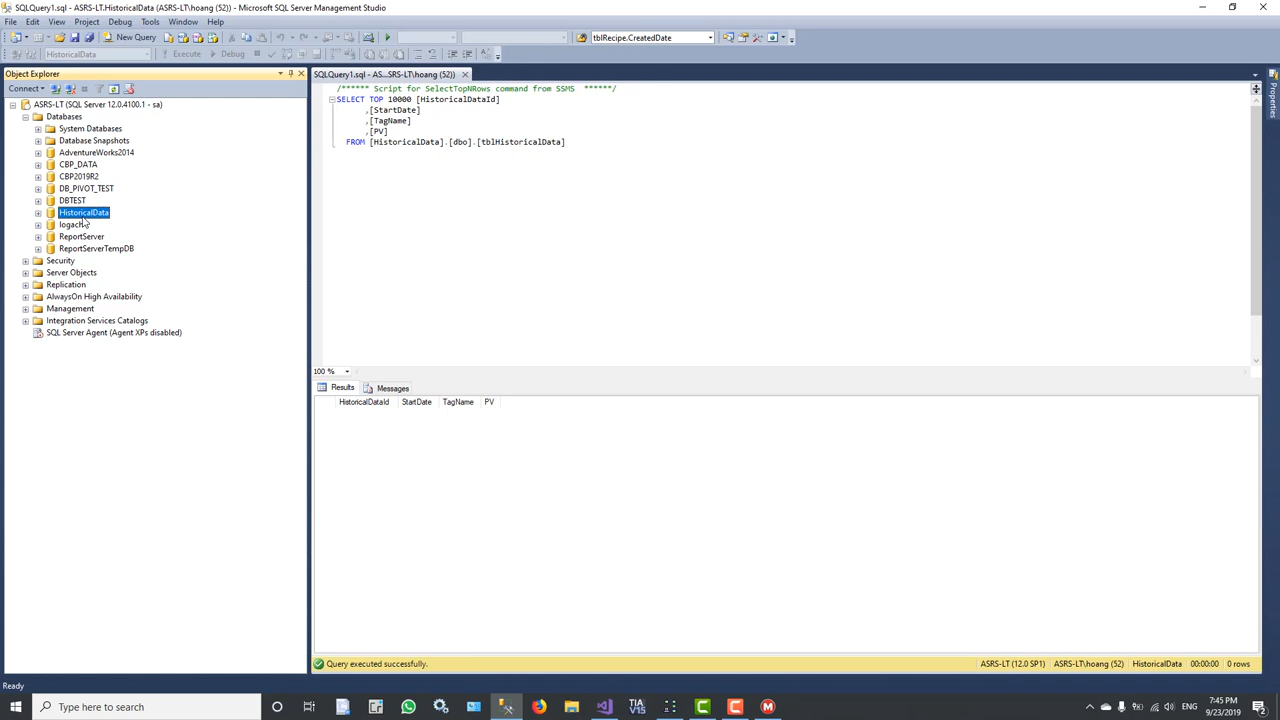 SQLQuery1.sql - ASRS-LT.HistoricalData (ASRS-LT\hoang (52)) - Microsoft SQL Server Management Studio
File Edit View Project Debug Tools Window Help
New Query tblRecipe.CreatedDate
HistoricalData Execute Debug
Object Explorer
Connect
ASRS-LT (SQL Server 12.0.4100.1 - sa)
Databases
System Databases
Database Snapshots
AdventureWorks2014
CBP_DATA
CBP2019R2
DB_PIVOT_TEST
DBTEST
HistoricalData
ReportServer
ReportServerTempDB
Security
Server Objects
Replication
AlwaysOn High Availability
Management
Integration Services Catalogs
SQL Server Agent (Agent XPs disabled)
SQLQuery1.sql - AS...SRS-LT\hoang (52))
/****** Script for SelectTopNRows command from SSMS ******/
SELECT TOP 10000 [HistoricalDataId]
,[StartDate]
,[TagName]
,[PV]
FROM [HistoricalData].[dbo].[tblHistoricalData]
100 %
Results Messages
HistoricalDataId StartDate TagName PV
Query executed successfully. ASRS-LT (12.0 SP1) ASRS-LT\hoang (52) HistoricalData 00:00:00 0 rows
Properties
Ready
Type here to search
TIA V15
7:45 PM
9/23/2019